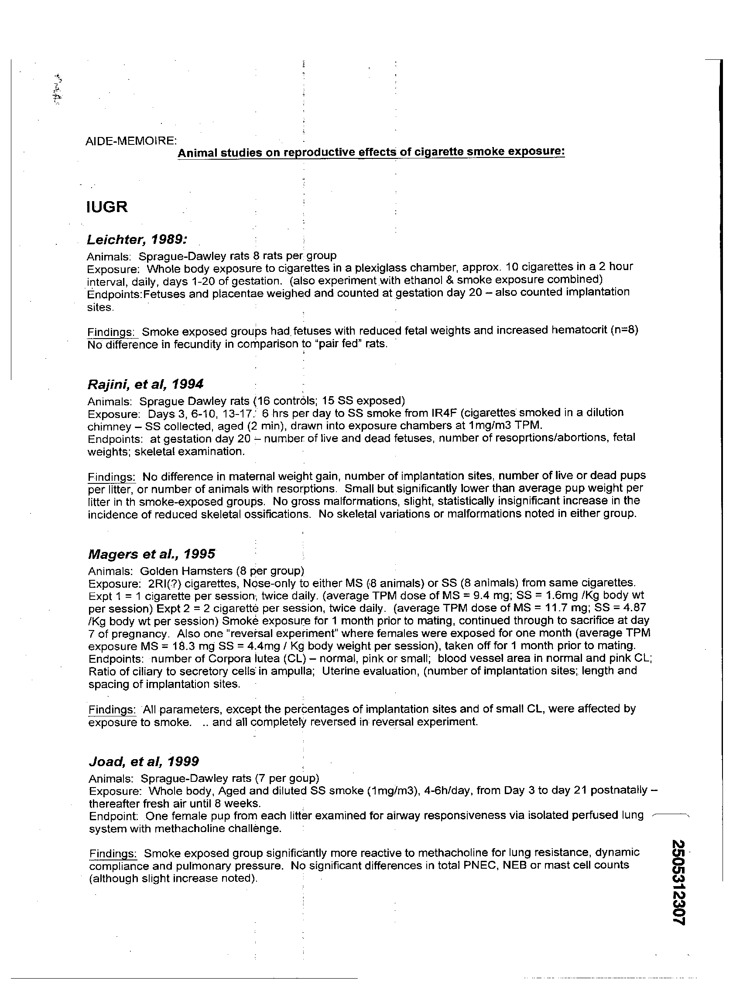 AIDE-MEMOIRE:
Animal studies on reproductive effects of cigarette smoke exposure:
IUGR
Leichter, 1989:
Animals: Sprague-Dawley rats 8 rats per group
Exposure: Whole body exposure to cigarettes in a plexiglass chamber, approx. 10 cigarettes in a 2 hour
interval, daily, days 1-20 of gestation. (also experiment with ethanol & smoke exposure combined)
Endpoints:Fetuses and placentae weighed and counted at gestation day 20 – also counted implantation
sites.
Findings: Smoke exposed groups had fetuses with reduced fetal weights and increased hematocrit (n=8)
No difference in fecundity in comparison to "pair fed" rats.
Rajini, et al, 1994
Animals: Sprague Dawley rats (16 controls; 15 SS exposed)
Exposure: Days 3, 6-10, 13-17. 6 hrs per day to SS smoke from IR4F (cigarettes smoked in a dilution
chimney – SS collected, aged (2 min), drawn into exposure chambers at 1mg/m3 TPM.
Endpoints: at gestation day 20 – number of live and dead fetuses, number of resoprtions/abortions, fetal
weights; skeletal examination.
Findings: No difference in maternal weight gain, number of implantation sites, number of live or dead pups
per litter, or number of animals with resorptions. Small but significantly lower than average pup weight per
litter in th smoke-exposed groups. No gross malformations, slight, statistically insignificant increase in the
incidence of reduced skeletal ossifications. No skeletal variations or malformations noted in either group.
Magers et al., 1995
Animals: Golden Hamsters (8 per group)
Exposure: 2RI(?) cigarettes, Nose-only to either MS (8 animals) or SS (8 animals) from same cigarettes.
Expt 1 = 1 cigarette per session, twice daily. (average TPM dose of MS = 9.4 mg; SS = 1.6mg /Kg body wt
per session) Expt 2 = 2 cigarette per session, twice daily. (average TPM dose of MS = 11.7 mg; SS = 4.87
/Kg body wt per session) Smoke exposure for 1 month prior to mating, continued through to sacrifice at day
7 of pregnancy. Also one "reversal experiment" where females were exposed for one month (average TPM
exposure MS = 18.3 mg SS = 4.4mg / Kg body weight per session), taken off for 1 month prior to mating.
Endpoints: number of Corpora lutea (CL) – normal, pink or small; blood vessel area in normal and pink CL;
Ratio of ciliary to secretory cells in ampulla; Uterine evaluation, (number of implantation sites; length and
spacing of implantation sites.
Findings: All parameters, except the percentages of implantation sites and of small CL, were affected by
exposure to smoke. .. and all completely reversed in reversal experiment.
Joad, et al, 1999
Animals: Sprague-Dawley rats (7 per goup)
Exposure: Whole body, Aged and diluted SS smoke (1mg/m3), 4-6h/day, from Day 3 to day 21 postnatally –
thereafter fresh air until 8 weeks.
Endpoint: One female pup from each litter examined for airway responsiveness via isolated perfused lung
system with methacholine challenge.
Findings: Smoke exposed group significantly more reactive to methacholine for lung resistance, dynamic
compliance and pulmonary pressure. No significant differences in total PNEC, NEB or mast cell counts
(although slight increase noted).
2505312307